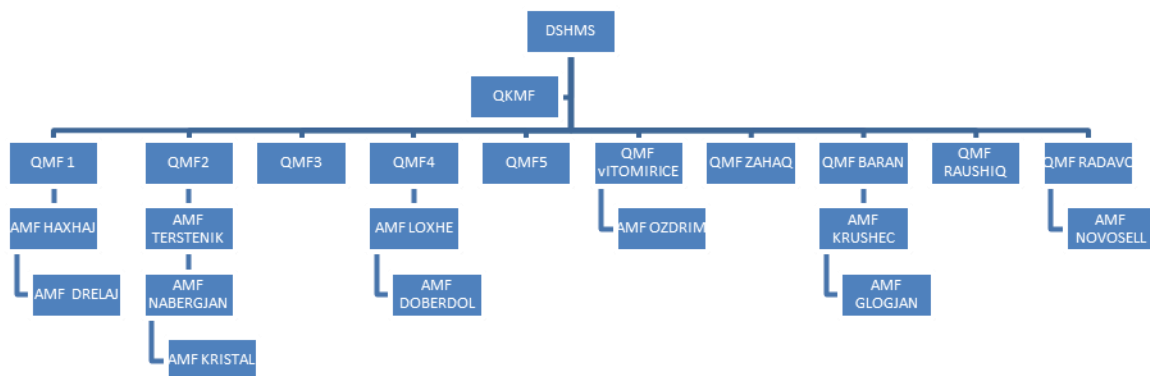 DSHMS
QKMF
QMF 1
QMF2
QMF3
QMF4
QMF5
QMF
vITOMIRICE
QMF ZAHAQ
QMF BARAN
QMF
RAUSHIQ
QMF RADAVC
AMF HAXHAJ
AMF
TERSTENIK
AMF LOXHE
AMF OZDRIM
AMF
KRUSHEC
AMF
NOVOSELL
AMF DRELAJ
AMF
NABERGJAN
AMF
DOBERDOL
AMF
GLOGJAN
AMF KRISTAL